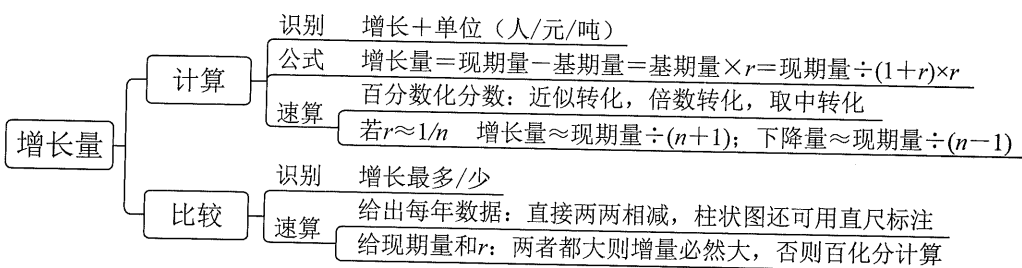 增长量
计算
识别 增长＋单位（人/元/吨）
公式 增长量＝现期量－基期量＝基期量×r＝现期量÷(1＋r)×r
速算
百分数化分数：近似转化，倍数转化，取中转化
若r≈1/n 增长量≈现期量÷(n＋1)；下降量≈现期量÷(n－1)
比较
识别 增长最多/少
速算
给出每年数据：直接两两相减，柱状图还可用直尺标注
给现期量和r：两者都大则增量必然大，否则百化分计算